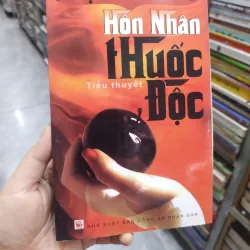 Hôn Nhân
THUỐC
Tiểu thuyết
ĐỘC
NHÀ XUẤT BẢN CÔNG AN NHÂN DÂN